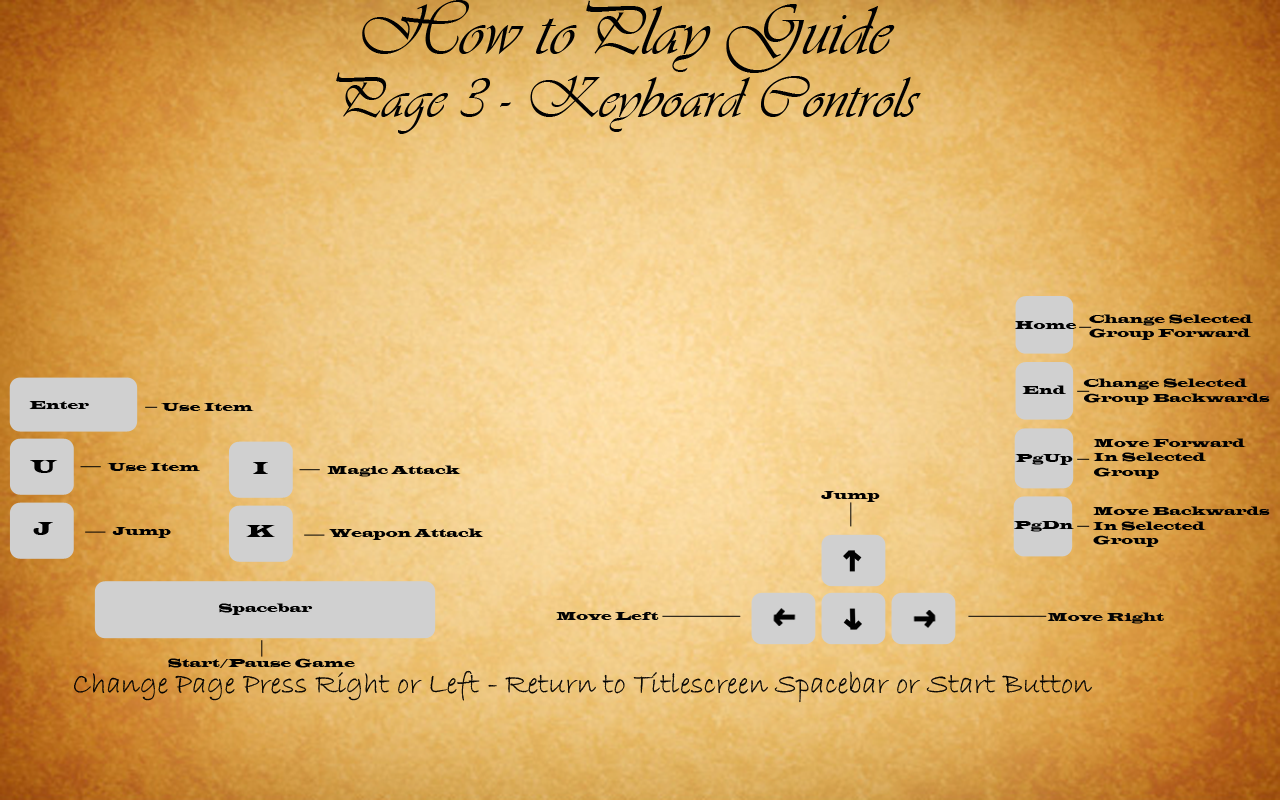 How to Play Guide
Page 3 - Keyboard Controls
Home
Change Selected
Group Forward
End
Change Selected
Group Backwards
Enter
Use Item
PgUp
Move Forward
In Selected
Group
U
Use Item
I
Magic Attack
Jump
PgDn
Move Backwards
In Selected
Group
J
Jump
K
Weapon Attack
↑
Spacebar
Start/Pause Game
Move Left
←
↓
→
Move Right
Change Page Press Right or Left - Return to Titlescreen Spacebar or Start Button